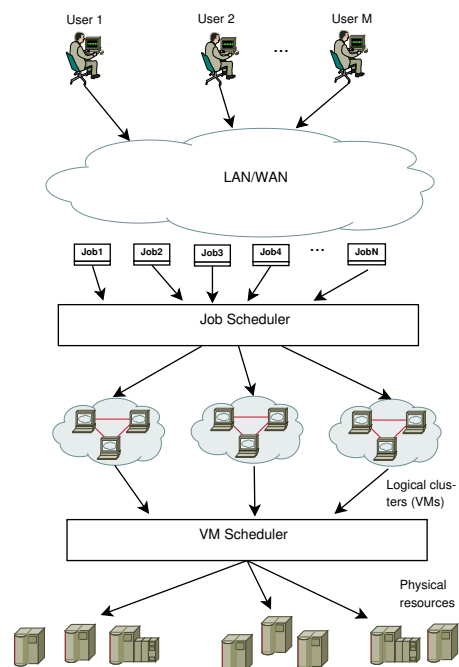 User 1
User 2
...
User M
LAN/WAN
Job1
Job2
Job3
Job4
...
JobN
Job Scheduler
Logical clus-
ters (VMs)
VM Scheduler
Physical
resources